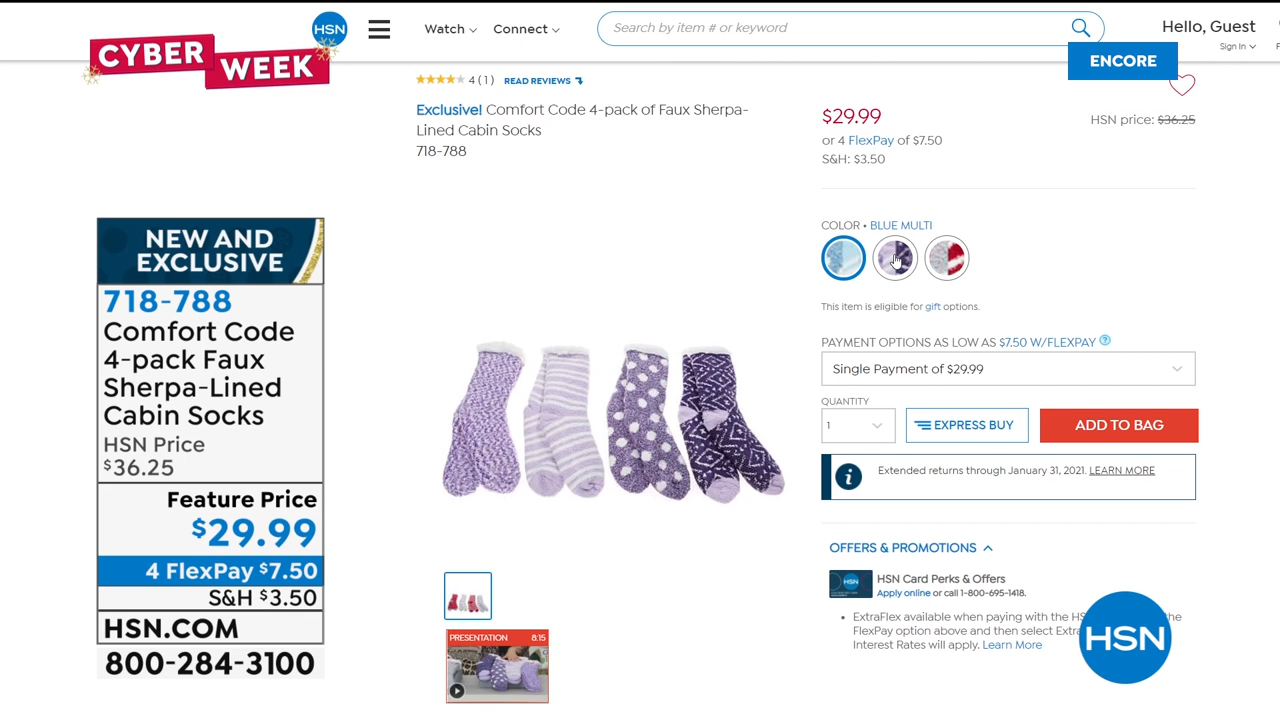 HSN
Watch
Connect
Search by item # or keyword
Hello, Guest
Sign In
CYBER
WEEK
ENCORE
4 (1) READ REVIEWS
Exclusive! Comfort Code 4-pack of Faux Sherpa-
Lined Cabin Socks
718-788
$29.99
HSN price: $36.25
or 4 FlexPay of $7.50
S&H: $3.50
COLOR • BLUE MULTI
This item is eligible for gift options.
PAYMENT OPTIONS AS LOW AS $7.50 W/FLEXPAY ?
Single Payment of $29.99
QUANTITY
1
EXPRESS BUY
ADD TO BAG
i
Extended returns through January 31, 2021. LEARN MORE
OFFERS & PROMOTIONS
HSN
HSN Card Perks & Offers
Apply online or call 1-800-695-1418.
• ExtraFlex available when paying with the HS the
FlexPay option above and then select Extra
Interest Rates will apply. Learn More
HSN
NEW AND
EXCLUSIVE
718-788
Comfort Code
4-pack Faux
Sherpa-Lined
Cabin Socks
HSN Price
$36.25
Feature Price
$29.99
4 FlexPay $7.50
S&H $3.50
HSN.COM
800-284-3100
PRESENTATION 8:15